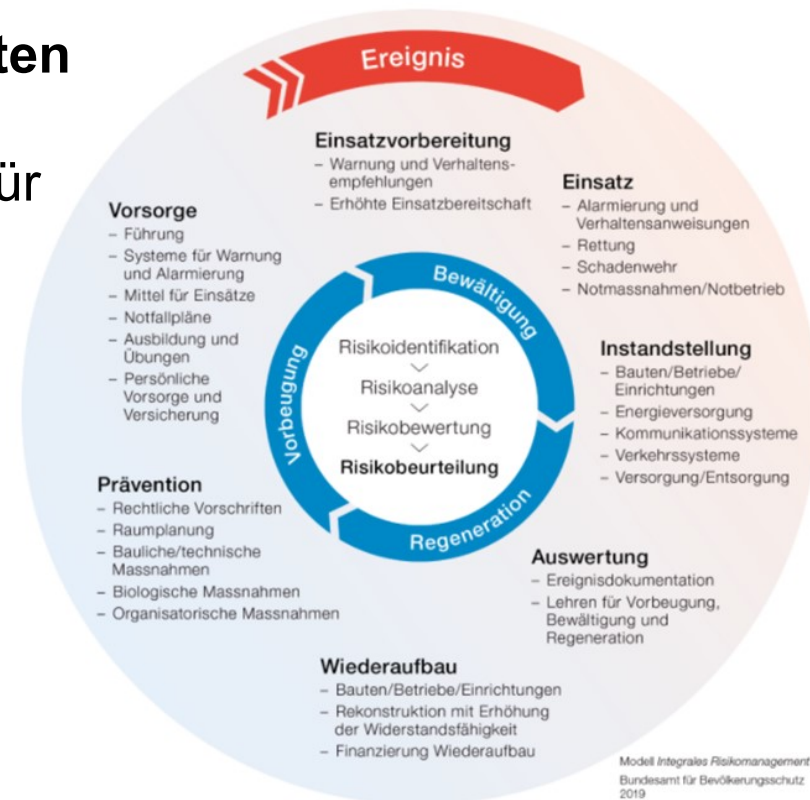 ten
ür
Ereignis
Einsatzvorbereitung
– Warnung und Verhaltens-
empfehlungen
– Erhöhte Einsatzbereitschaft
Einsatz
– Alarmierung und
Verhaltensanweisungen
– Rettung
– Schadenwehr
– Notmassnahmen/Notbetrieb
Instandstellung
– Bauten/Betriebe/
Einrichtungen
– Energieversorgung
– Kommunikationssysteme
– Verkehrssysteme
– Versorgung/Entsorgung
Auswertung
– Ereignisdokumentation
– Lehren für Vorbeugung,
Bewältigung und
Regeneration
Wiederaufbau
– Bauten/Betriebe/Einrichtungen
– Rekonstruktion mit Erhöhung
der Widerstandsfähigkeit
– Finanzierung Wiederaufbau
Prävention
– Rechtliche Vorschriften
– Raumplanung
– Bauliche/technische
Massnahmen
– Biologische Massnahmen
– Organisatorische Massnahmen
Vorsorge
– Führung
– Systeme für Warnung
und Alarmierung
– Mittel für Einsätze
– Notfallpläne
– Ausbildung und
Übungen
– Persönliche
Vorsorge und
Versicherung
Bewältigung
Regeneration
Vorbeugung
Risikoidentifikation
Risikoanalyse
Risikobewertung
Risikobeurteilung
Modell Integrales Risikomanagement
Bundesamt für Bevölkerungsschutz
2019